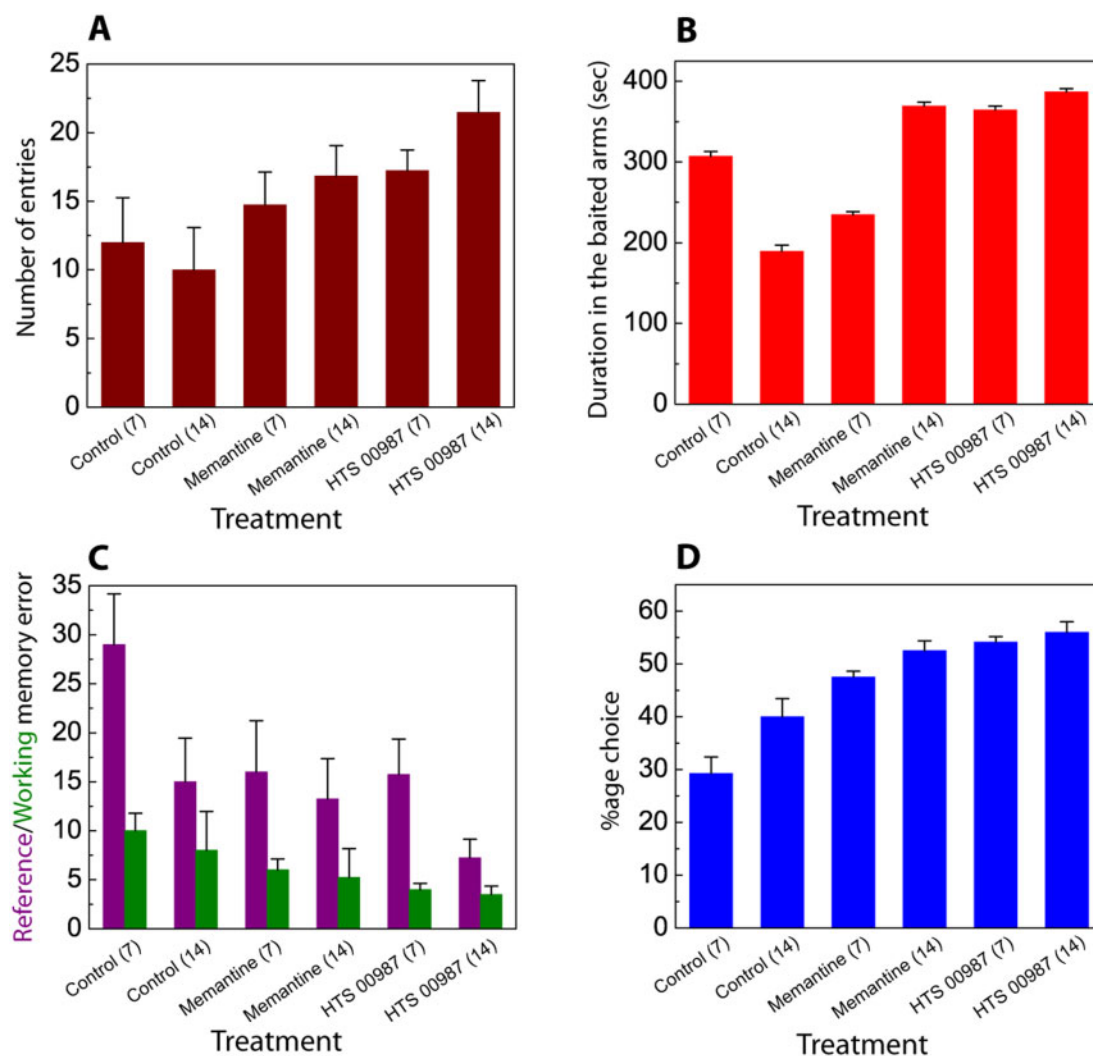 A
Number of entries
25
20
15
10
5
0
Control (7)
Control (14)
Memantine (7)
Memantine (14)
HTS 00987 (7)
HTS 00987 (14)
Treatment
B
Duration in the baited arms (sec)
400
300
200
100
0
Control (7)
Control (14)
Memantine (7)
Memantine (14)
HTS 00987 (7)
HTS 00987 (14)
Treatment
C
Reference/Working memory error
35
30
25
20
15
10
5
0
Control (7)
Control (14)
Memantine (7)
Memantine (14)
HTS 00987 (7)
HTS 00987 (14)
Treatment
D
%age choice
60
50
40
30
20
10
0
Control (7)
Control (14)
Memantine (7)
Memantine (14)
HTS 00987 (7)
HTS 00987 (14)
Treatment